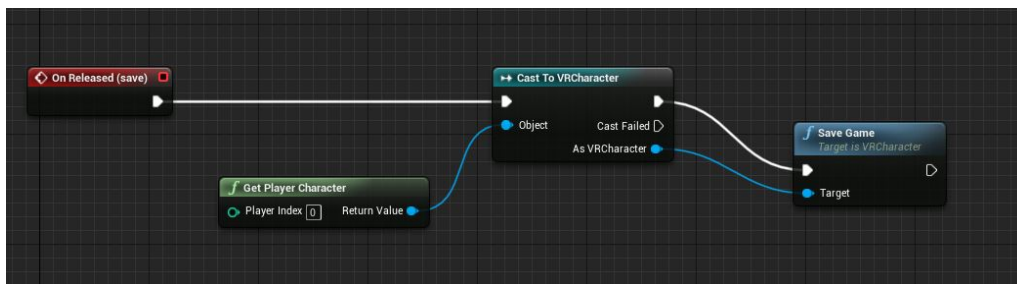 On Released (save)
Cast To VRCharacter
Object
Cast Failed
As VRCharacter
Get Player Character
Player Index 0
Return Value
f Save Game
Target is VRCharacter
Target